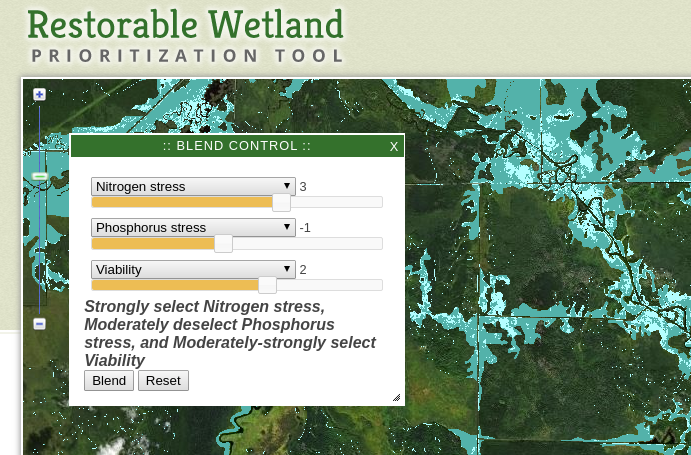 Restorable Wetland
PRIORITIZATION TOOL
:: BLEND CONTROL ::
X
Nitrogen stress
3
Phosphorus stress
-1
Viability
2
Strongly select Nitrogen stress,
Moderately deselect Phosphorus
stress, and Moderately-strongly select
Viability
Blend
Reset